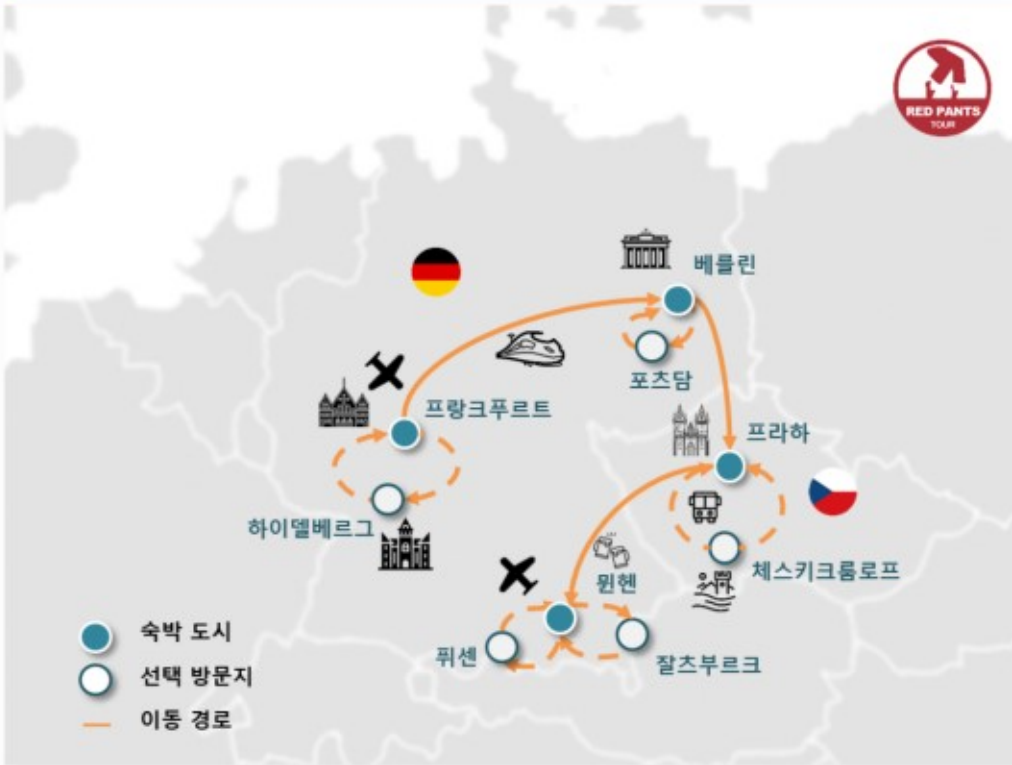 RED PANTS
TOUR
베를린
포츠담
프랑크푸르트
프라하
하이델베르그
체스키크룸로프
뮌헨
퓌센
잘츠부르크
숙박 도시
선택 방문지
이동 경로